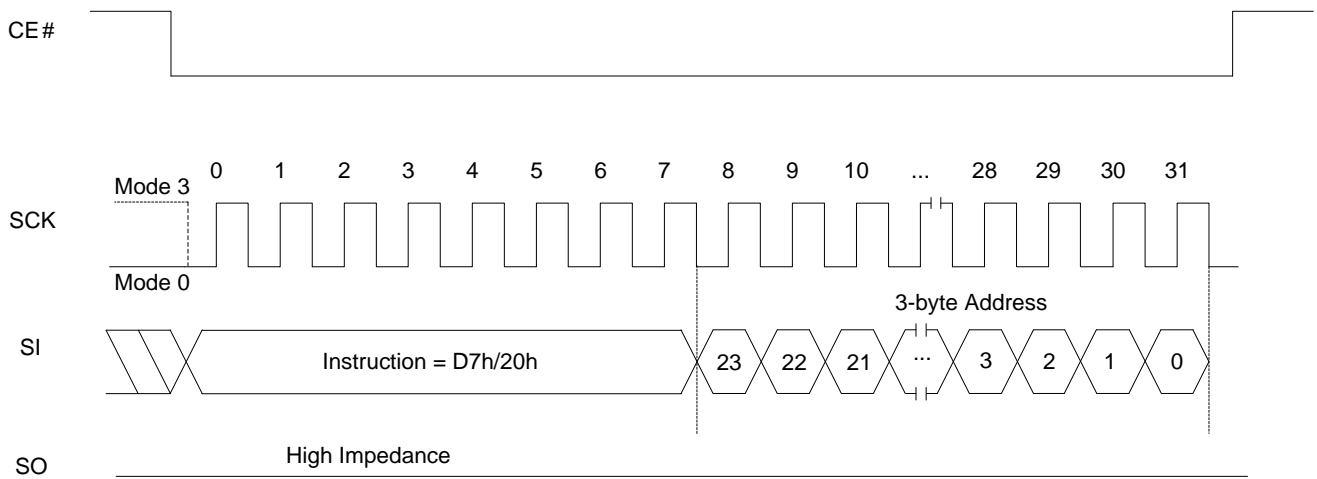 CE#
0 1 2 3 4 5 6 7 8 9 10 ... 28 29 30 31
Mode 3
SCK
Mode 0
3-byte Address
SI
Instruction = D7h/20h 23 22 21 ... 3 2 1 0
High Impedance
SO